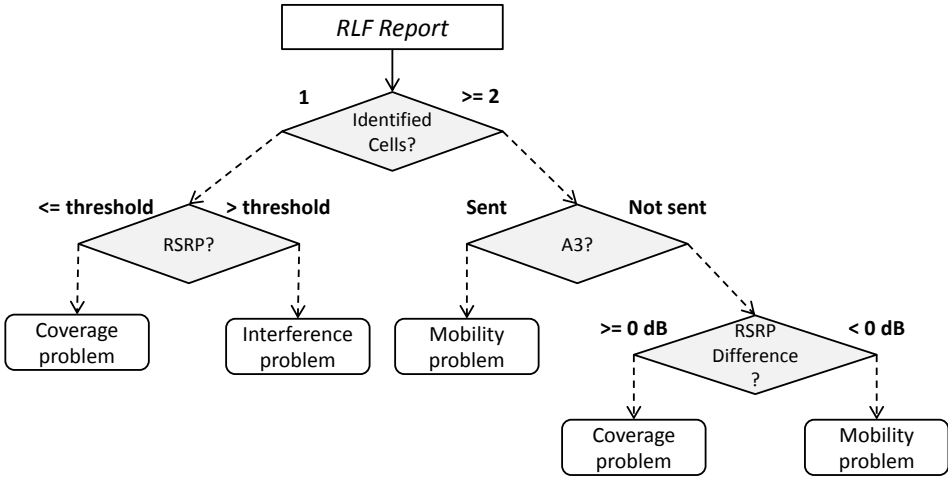 RLF Report
1
>= 2
Identified
Cells?
<= threshold
> threshold
Sent
Not sent
RSRP?
A3?
Coverage
problem
Interference
problem
Mobility
problem
>= 0 dB
< 0 dB
RSRP
Difference
?
Coverage
problem
Mobility
problem